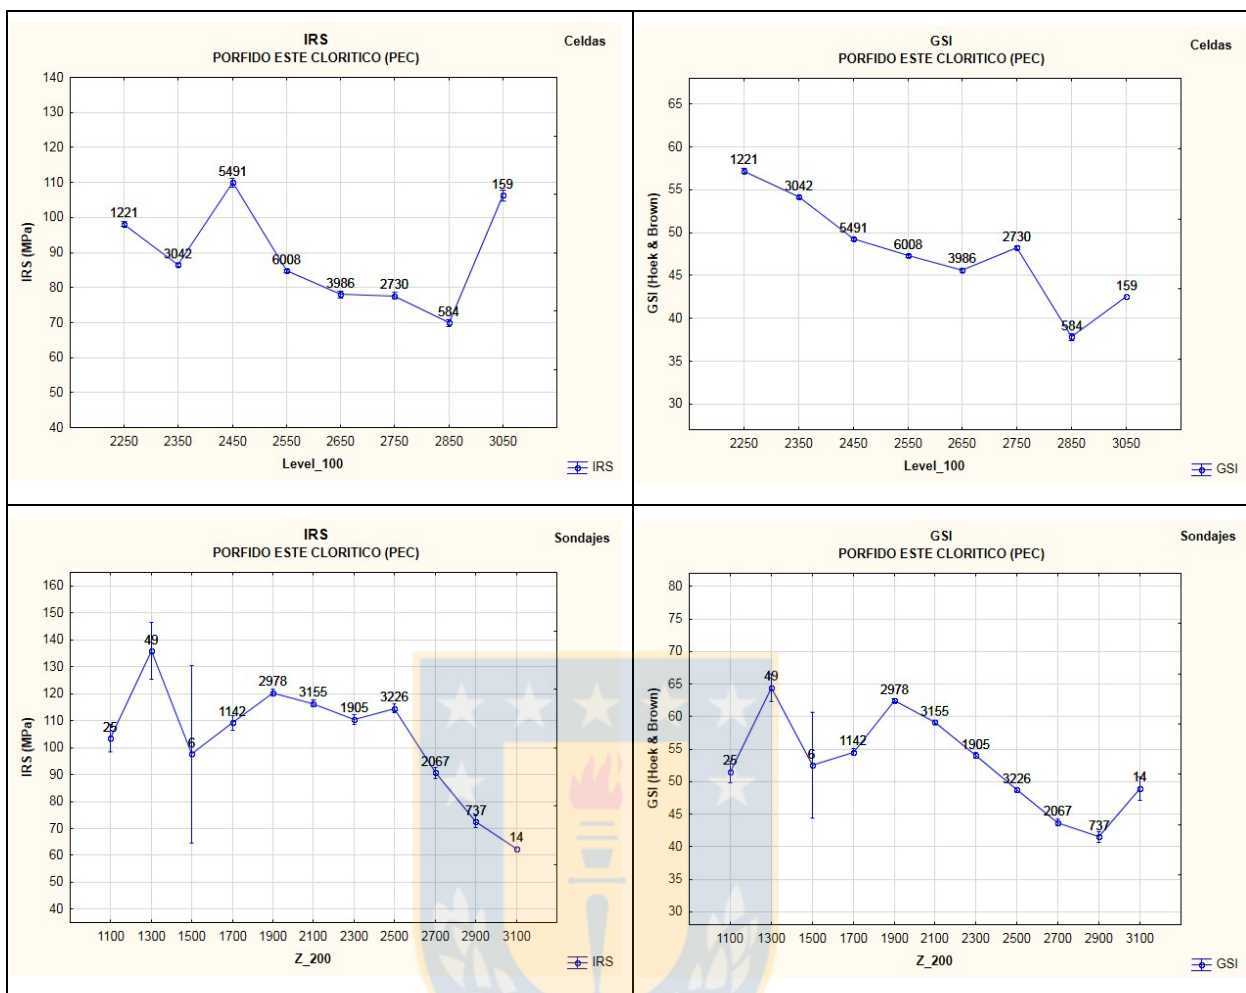 IRS
PORFIDO ESTE CLORITICO (PEC)
Celdas
IRS (MPa)
140
130
120
110
100
90
80
70
60
50
40
1221
3042
5491
6008
3986
2730
584
159
2250 2350 2450 2550 2650 2750 2850 3050
Level_100
IRS
GSI
PORFIDO ESTE CLORITICO (PEC)
Celdas
GSI (Hoek & Brown)
65
60
55
50
45
40
35
30
1221
3042
5491
6008
3986
2730
584
159
2250 2350 2450 2550 2650 2750 2850 3050
Level_100
GSI
IRS
PORFIDO ESTE CLORITICO (PEC)
Sondajes
IRS (MPa)
160
150
140
130
120
110
100
90
80
70
60
50
40
25
49
6
1142
2978
3155
1905
3226
2067
737
14
1100 1300 1500 1700 1900 2100 2300 2500 2700 2900 3100
Z_200
IRS
GSI
PORFIDO ESTE CLORITICO (PEC)
Sondajes
GSI (Hoek & Brown)
80
75
70
65
60
55
50
45
40
35
30
25
49
6
1142
2978
3155
1905
3226
2067
737
14
1100 1300 1500 1700 1900 2100 2300 2500 2700 2900 3100
Z_200
GSI